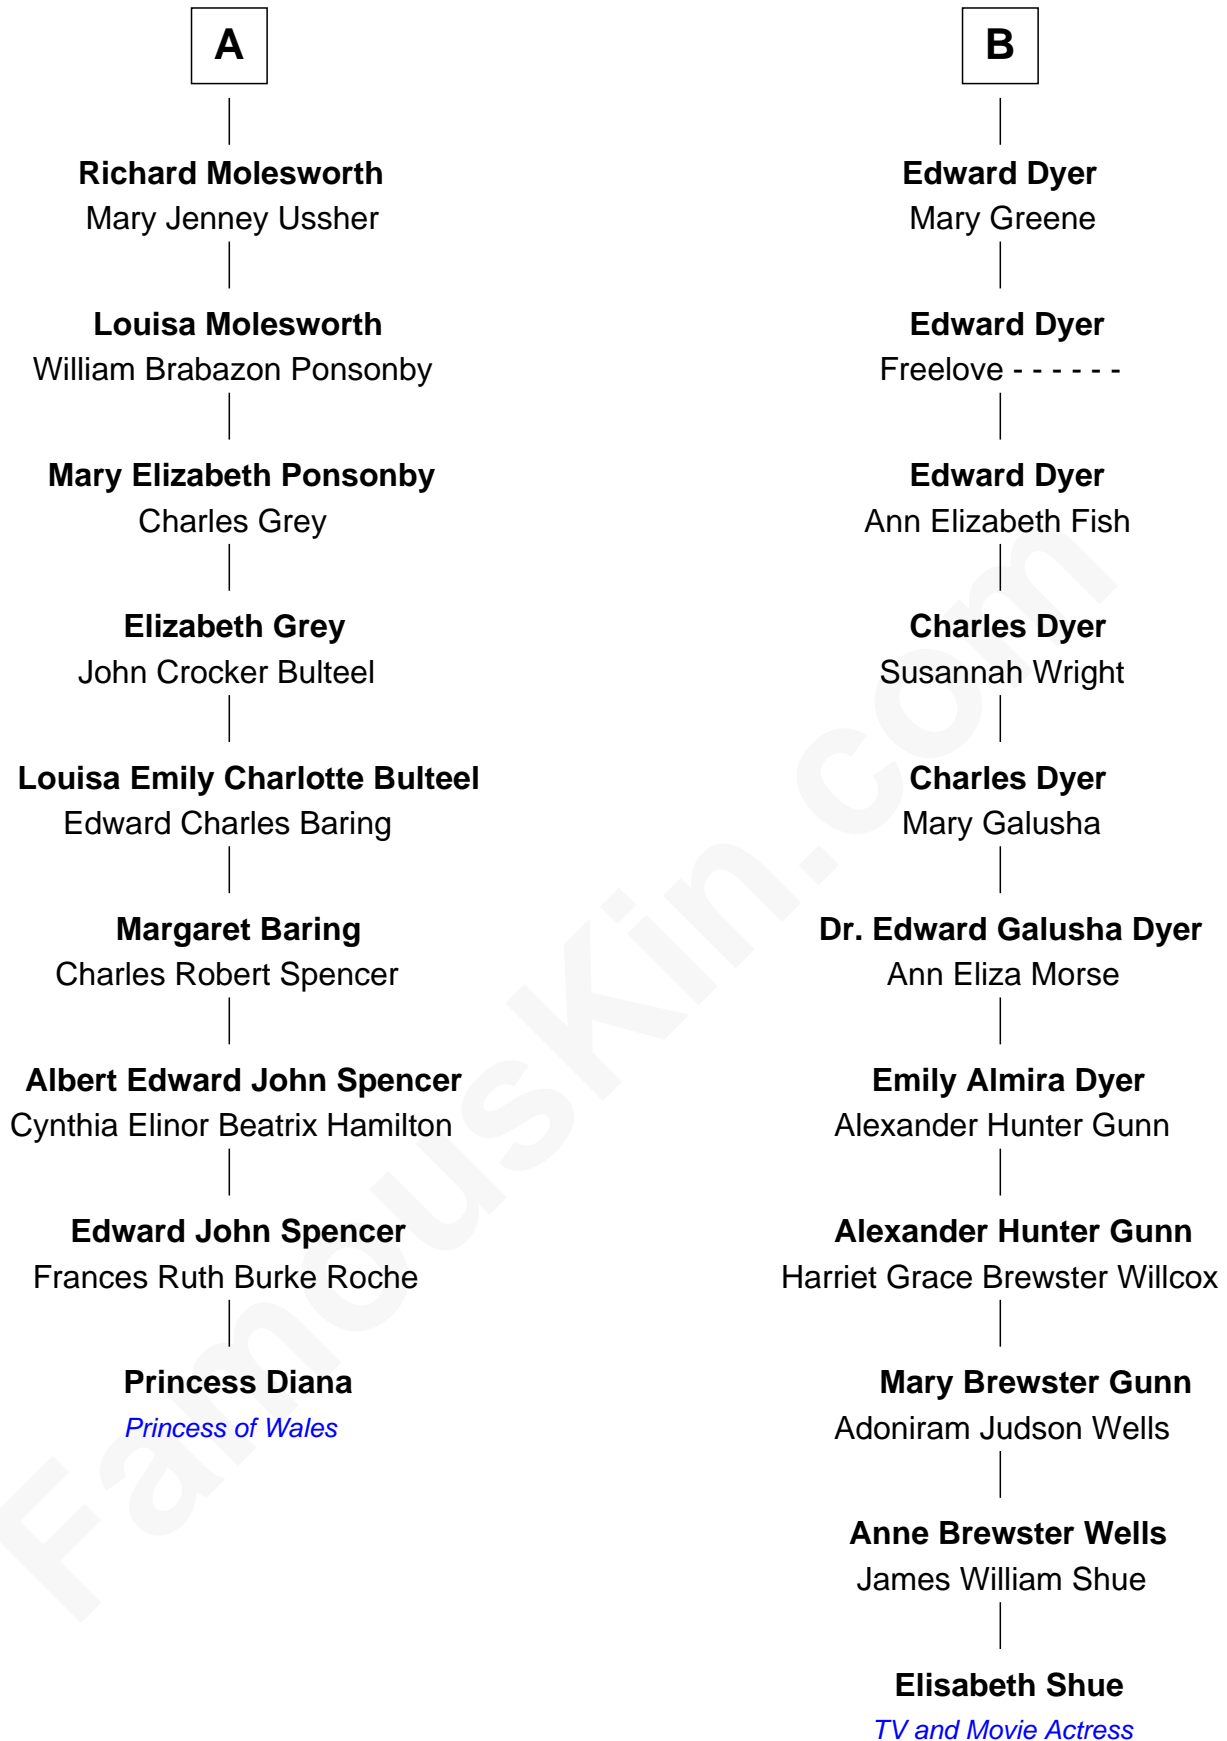 A
Richard Molesworth
Mary Jenney Ussher
Louisa Molesworth
William Brabazon Ponsonby
Mary Elizabeth Ponsonby
Charles Grey
Elizabeth Grey
John Crocker Bulteel
Louisa Emily Charlotte Bulteel
Edward Charles Baring
Margaret Baring
Charles Robert Spencer
Albert Edward John Spencer
Cynthia Elinor Beatrix Hamilton
Edward John Spencer
Frances Ruth Burke Roche
Princess Diana
Princess of Wales
B
Edward Dyer
Mary Greene
Edward Dyer
Freelove - - - - - -
Edward Dyer
Ann Elizabeth Fish
Charles Dyer
Susannah Wright
Charles Dyer
Mary Galusha
Dr. Edward Galusha Dyer
Ann Eliza Morse
Emily Almira Dyer
Alexander Hunter Gunn
Alexander Hunter Gunn
Harriet Grace Brewster Willcox
Mary Brewster Gunn
Adoniram Judson Wells
Anne Brewster Wells
James William Shue
Elisabeth Shue
TV and Movie Actress
FamousKin.com